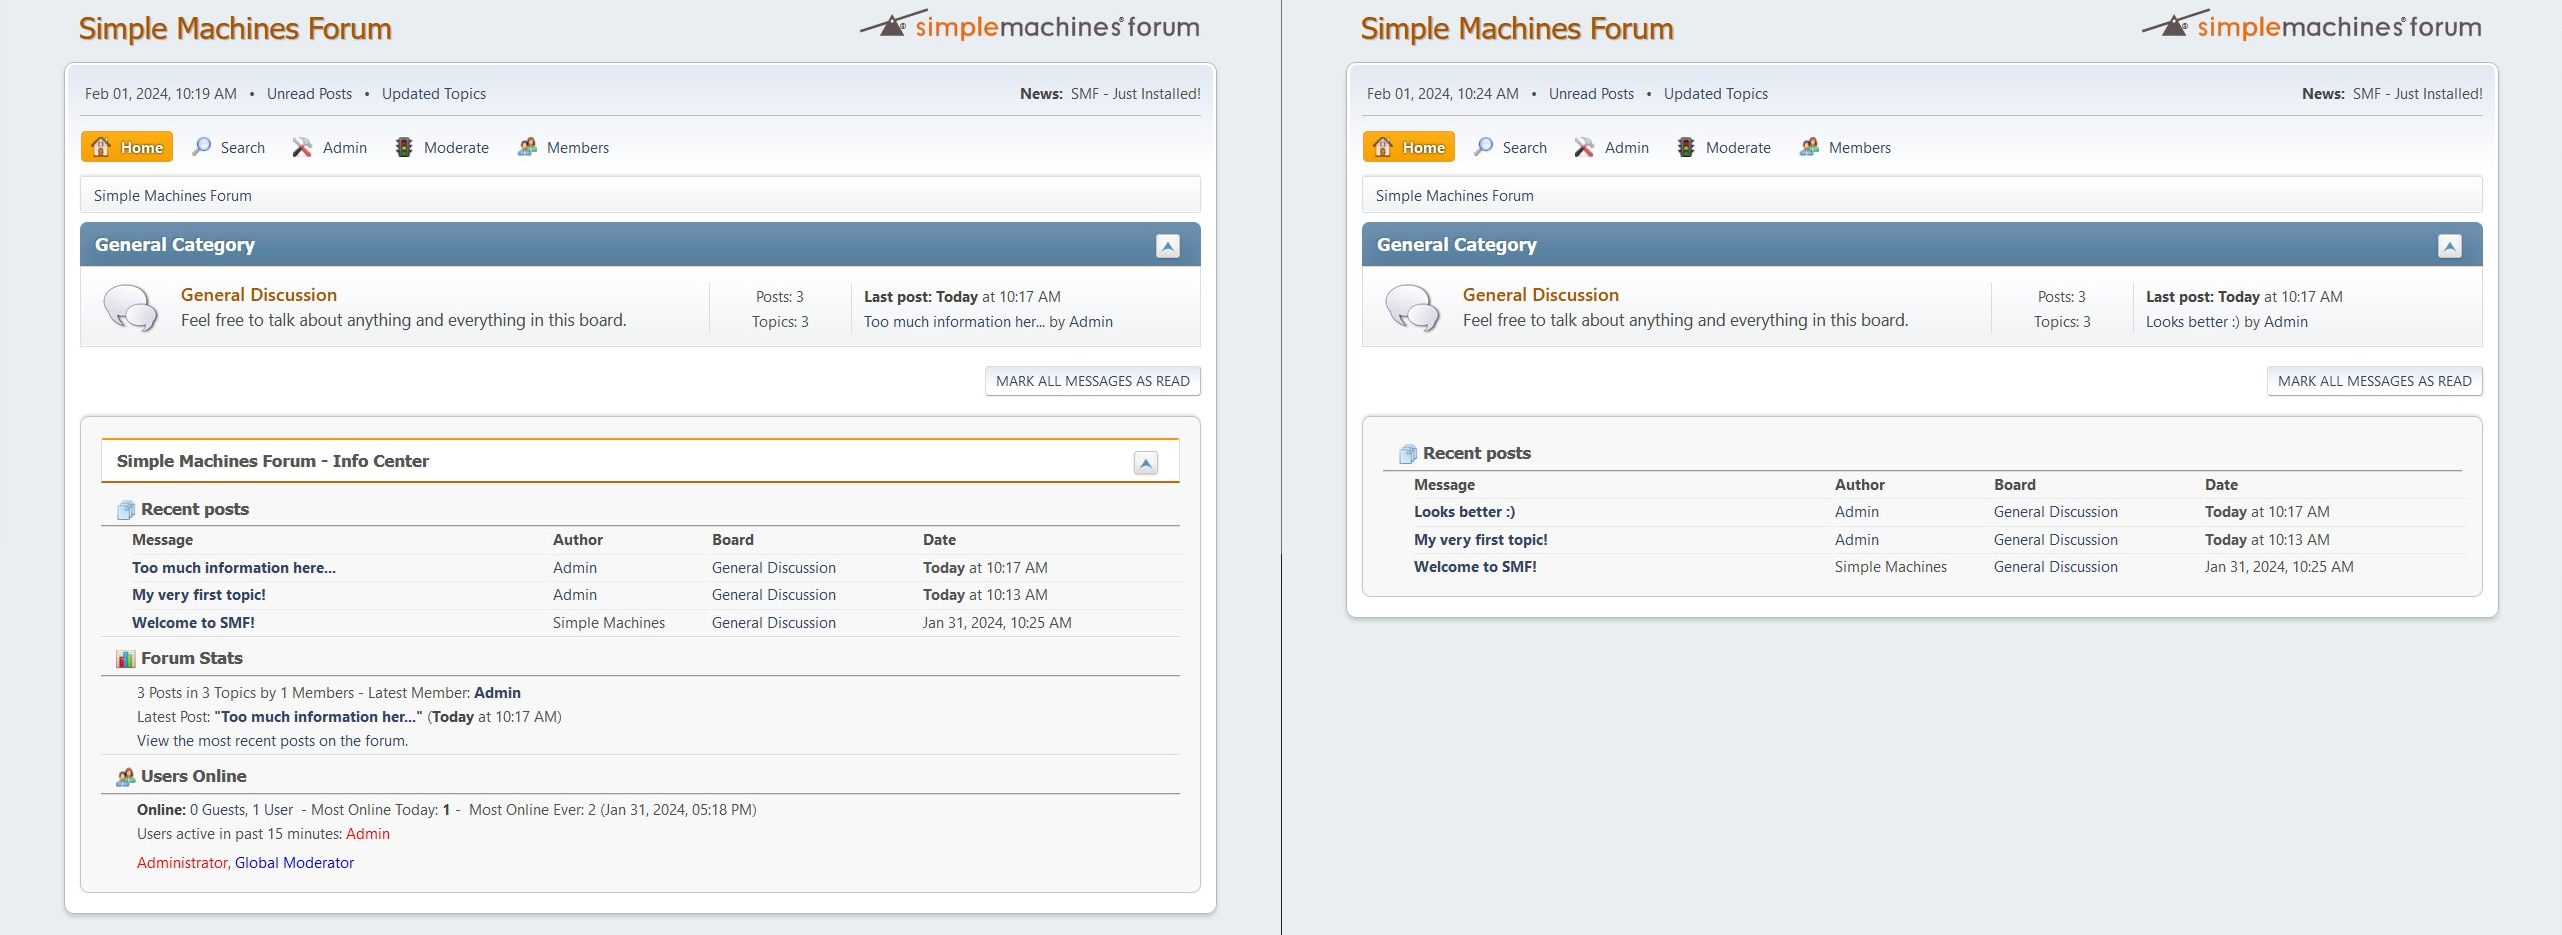 Simple Machines Forum
simplemachines® forum
Feb 01, 2024, 10:19 AM • Unread Posts • Updated Topics
News: SMF - Just Installed!
Home Search Admin Moderate Members
Simple Machines Forum
General Category
General Discussion
Feel free to talk about anything and everything in this board.
Posts: 3
Topics: 3
Last post: Today at 10:17 AM
Too much information her... by Admin
MARK ALL MESSAGES AS READ
Simple Machines Forum - Info Center
Recent posts
Message Author Board Date
Too much information here... Admin General Discussion Today at 10:17 AM
My very first topic! Admin General Discussion Today at 10:13 AM
Welcome to SMF! Simple Machines General Discussion Jan 31, 2024, 10:25 AM
Forum Stats
3 Posts in 3 Topics by 1 Members - Latest Member: Admin
Latest Post: "Too much information her..." (Today at 10:17 AM)
View the most recent posts on the forum.
Users Online
Online: 0 Guests, 1 User - Most Online Today: 1 - Most Online Ever: 2 (Jan 31, 2024, 05:18 PM)
Users active in past 15 minutes: Admin
Administrator, Global Moderator
Simple Machines Forum
simplemachines® forum
Feb 01, 2024, 10:24 AM • Unread Posts • Updated Topics
News: SMF - Just Installed!
Home Search Admin Moderate Members
Simple Machines Forum
General Category
General Discussion
Feel free to talk about anything and everything in this board.
Posts: 3
Topics: 3
Last post: Today at 10:17 AM
Looks better :) by Admin
MARK ALL MESSAGES AS READ
Recent posts
Message Author Board Date
Looks better :) Admin General Discussion Today at 10:17 AM
My very first topic! Admin General Discussion Today at 10:13 AM
Welcome to SMF! Simple Machines General Discussion Jan 31, 2024, 10:25 AM